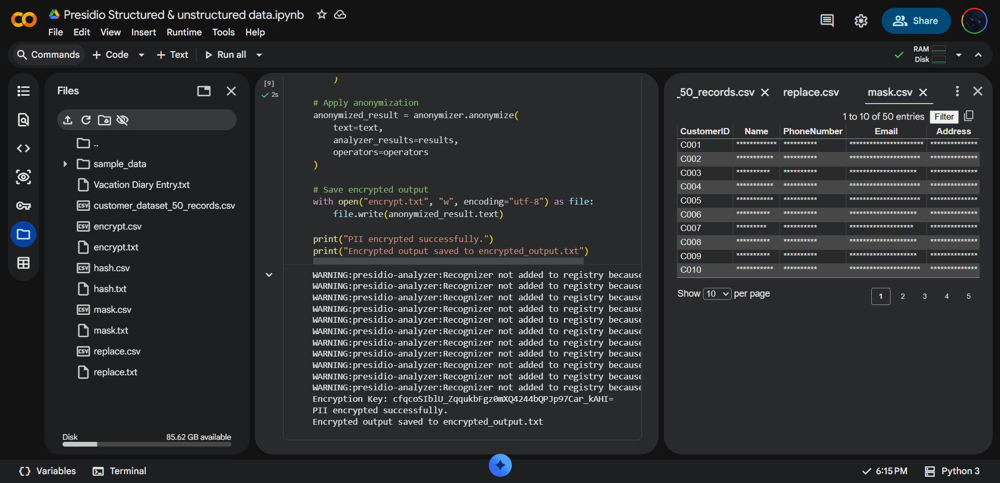 Presidio Structured & unstructured data.ipynb
File Edit View Insert Runtime Tools Help
Share
Commands + Code + Text Run all
RAM
Disk
Files
..
sample_data
Vacation Diary Entry.txt
customer_dataset_50_records.csv
encrypt.csv
encrypt.txt
hash.csv
hash.txt
mask.csv
mask.txt
replace.csv
replace.txt
Disk 85.62 GB available
[9]
2s
)
# Apply anonymization
anonymized_result = anonymizer.anonymize(
text=text,
analyzer_results=results,
operators=operators
)
# Save encrypted output
with open("encrypt.txt", "w", encoding="utf-8") as file:
file.write(anonymized_result.text)
print("PII encrypted successfully.")
print("Encrypted output saved to encrypted_output.txt")
WARNING:presidio-analyzer:Recognizer not added to registry because
WARNING:presidio-analyzer:Recognizer not added to registry because
WARNING:presidio-analyzer:Recognizer not added to registry because
WARNING:presidio-analyzer:Recognizer not added to registry because
WARNING:presidio-analyzer:Recognizer not added to registry because
WARNING:presidio-analyzer:Recognizer not added to registry because
WARNING:presidio-analyzer:Recognizer not added to registry because
WARNING:presidio-analyzer:Recognizer not added to registry because
WARNING:presidio-analyzer:Recognizer not added to registry because
WARNING:presidio-analyzer:Recognizer not added to registry because
WARNING:presidio-analyzer:Recognizer not added to registry because
Encryption Key: cfqcoSIblU_ZqqukbFgz0mXQ4244bQPJp97Car_kAHI=
PII encrypted successfully.
Encrypted output saved to encrypted_output.txt
_50_records.csv replace.csv mask.csv
1 to 10 of 50 entries Filter
CustomerID Name PhoneNumber Email Address
C001 ************ ********** ********************** **************
C002 *********** ********** ********************* **************
C003 ********** ********** ******************** **************
C004 *********** ********** ********************* **************
C005 *********** ********** ********************* **************
C006 ********** ********** ******************** **************
C007 ********* ********** ******************* **************
C008 ********** ********** ******************** **************
C009 ********** ********** ******************** **************
C010 *********** ********** ********************* **************
Show 10 per page 1 2 3 4 5
Variables Terminal 6:15 PM Python 3